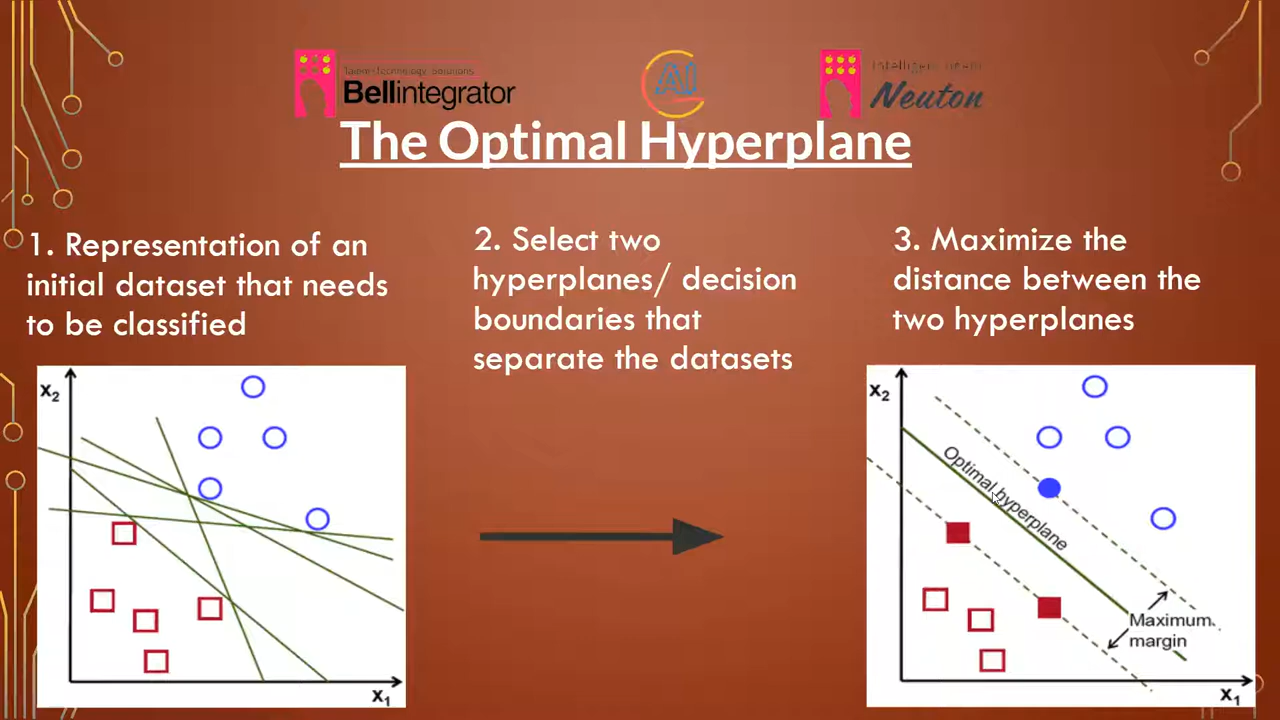 Bellintegrator
AI
Neuton
The Optimal Hyperplane
1. Representation of an
initial dataset that needs
to be classified
2. Select two
hyperplanes/ decision
boundaries that
separate the datasets
3. Maximize the
distance between the
two hyperplanes
x₂
x₁
x₂
Optimal hyperplane
Maximum
margin
x₁